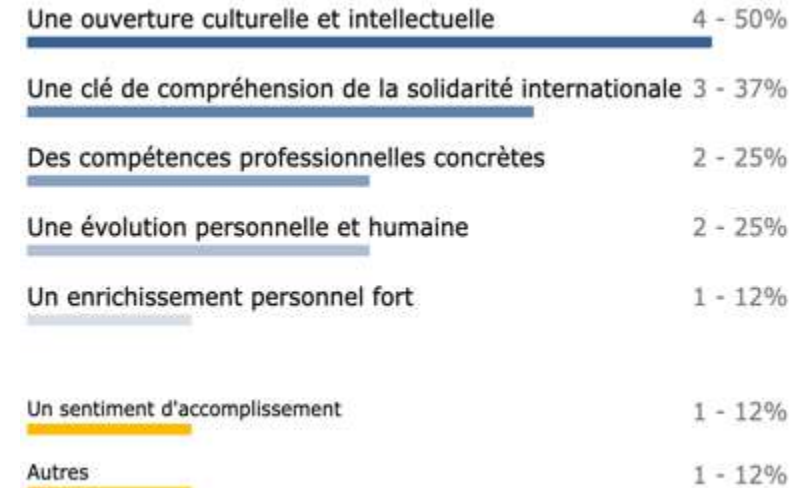 Une ouverture culturelle et intellectuelle 4 - 50%
Une clé de compréhension de la solidarité internationale 3 - 37%
Des compétences professionnelles concrètes 2 - 25%
Une évolution personnelle et humaine 2 - 25%
Un enrichissement personnel fort 1 - 12%
Un sentiment d'accomplissement 1 - 12%
Autres 1 - 12%